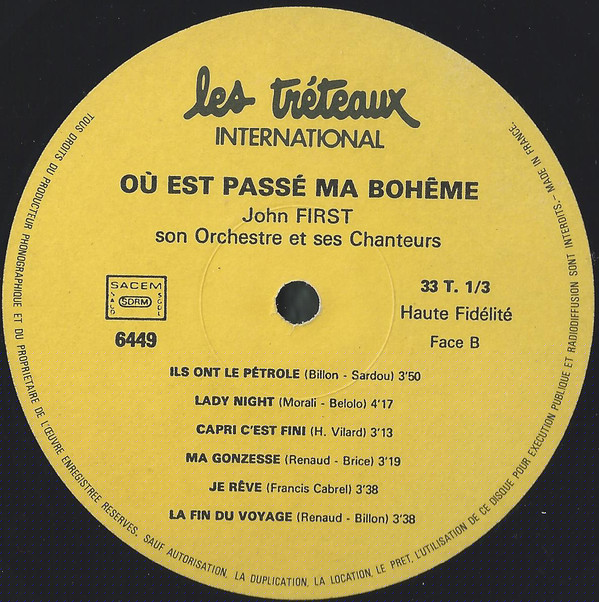 les tréteaux
INTERNATIONAL
OÙ EST PASSÉ MA BOHÊME
John FIRST
son Orchestre et ses Chanteurs
SACEM
SACD
SDRM
SGDL
6449
33 T. 1/3
Haute Fidélité
Face B
ILS ONT LE PÉTROLE (Billon - Sardou) 3'50
LADY NIGHT (Morali - Belolo) 4'17
CAPRI C'EST FINI (H. Vilard) 3'13
MA GONZESSE (Renaud - Brice) 3'19
JE RÊVE (Francis Cabrel) 3'38
LA FIN DU VOYAGE (Renaud - Billon) 3'38
TOUS DROITS DU PRODUCTEUR PHONOGRAPHIQUE ET DU PROPRIETAIRE DE L'ŒUVRE ENREGISTREE RESERVES, SAUF AUTORISATION, LA DUPLICATION, LA LOCATION, LE PRET, L'UTILISATION DE CE DISQUE POUR EXECUTION PUBLIQUE ET RADIODIFFUSION SONT INTERDITS. - MADE IN FRANCE.